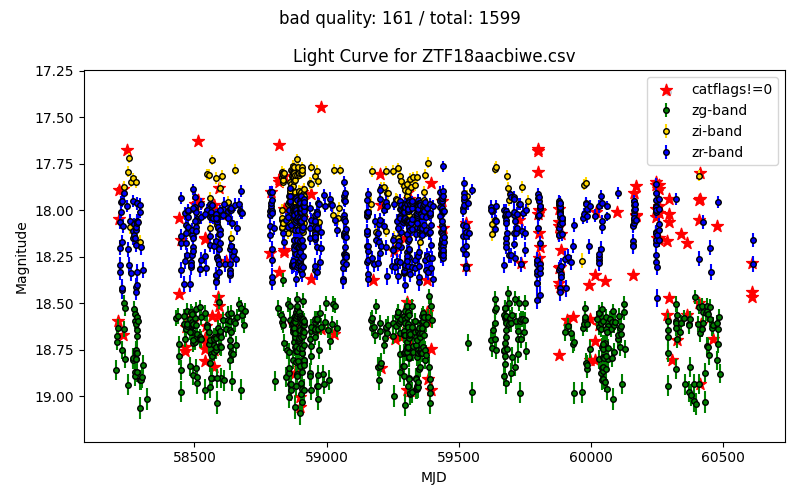 bad quality: 161 / total: 1599
Light Curve for ZTF18aacbiwe.csv
17.25
17.50
17.75
18.00
18.25
18.50
18.75
19.00
Magnitude
catflags!=0
zg-band
zi-band
zr-band
58500
59000
59500
60000
60500
MJD